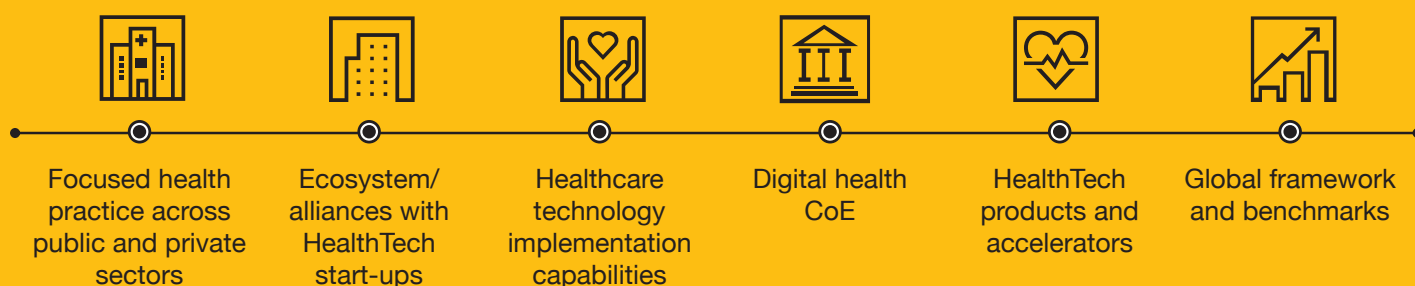 Focused health
practice across
public and private
sectors
Ecosystem/
alliances with
HealthTech
start-ups
Healthcare
technology
implementation
capabilities
Digital health
CoE
HealthTech
products and
accelerators
Global framework
and benchmarks